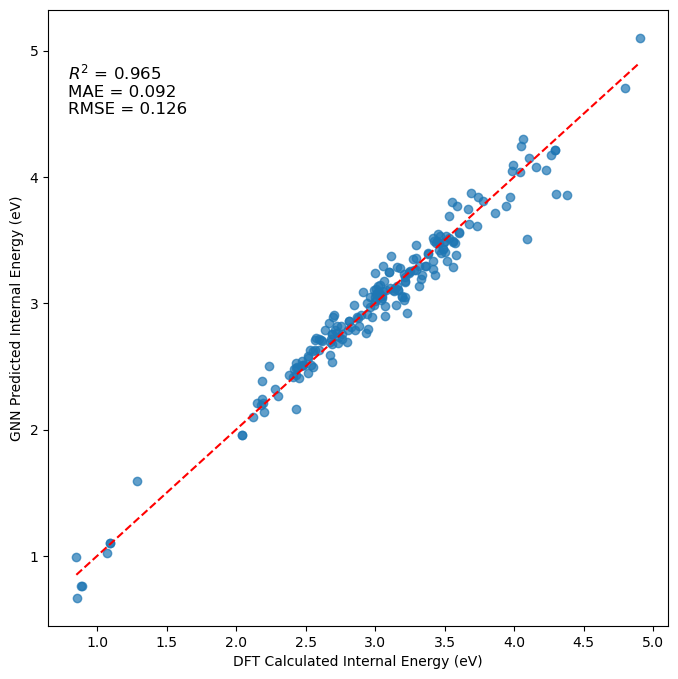 R² = 0.965
MAE = 0.092
RMSE = 0.126
GNN Predicted Internal Energy (eV)
5
4
3
2
1
1.0 1.5 2.0 2.5 3.0 3.5 4.0 4.5 5.0
DFT Calculated Internal Energy (eV)